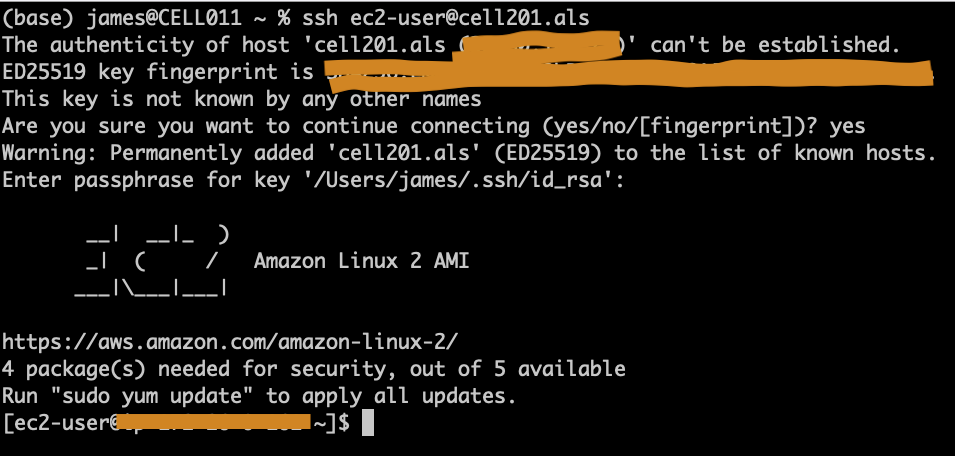 (base) james@CELL011 ~ % ssh ec2-user@cell201.als
The authenticity of host 'cell201.als ( )' can't be established.
ED25519 key fingerprint is
This key is not known by any other names
Are you sure you want to continue connecting (yes/no/[fingerprint])? yes
Warning: Permanently added 'cell201.als' (ED25519) to the list of known hosts.
Enter passphrase for key '/Users/james/.ssh/id_rsa':
__|  __|_  )
_|  (     /   Amazon Linux 2 AMI
___|\___|___|
https://aws.amazon.com/amazon-linux-2/
4 package(s) needed for security, out of 5 available
Run "sudo yum update" to apply all updates.
[ec2-user@ ~]$